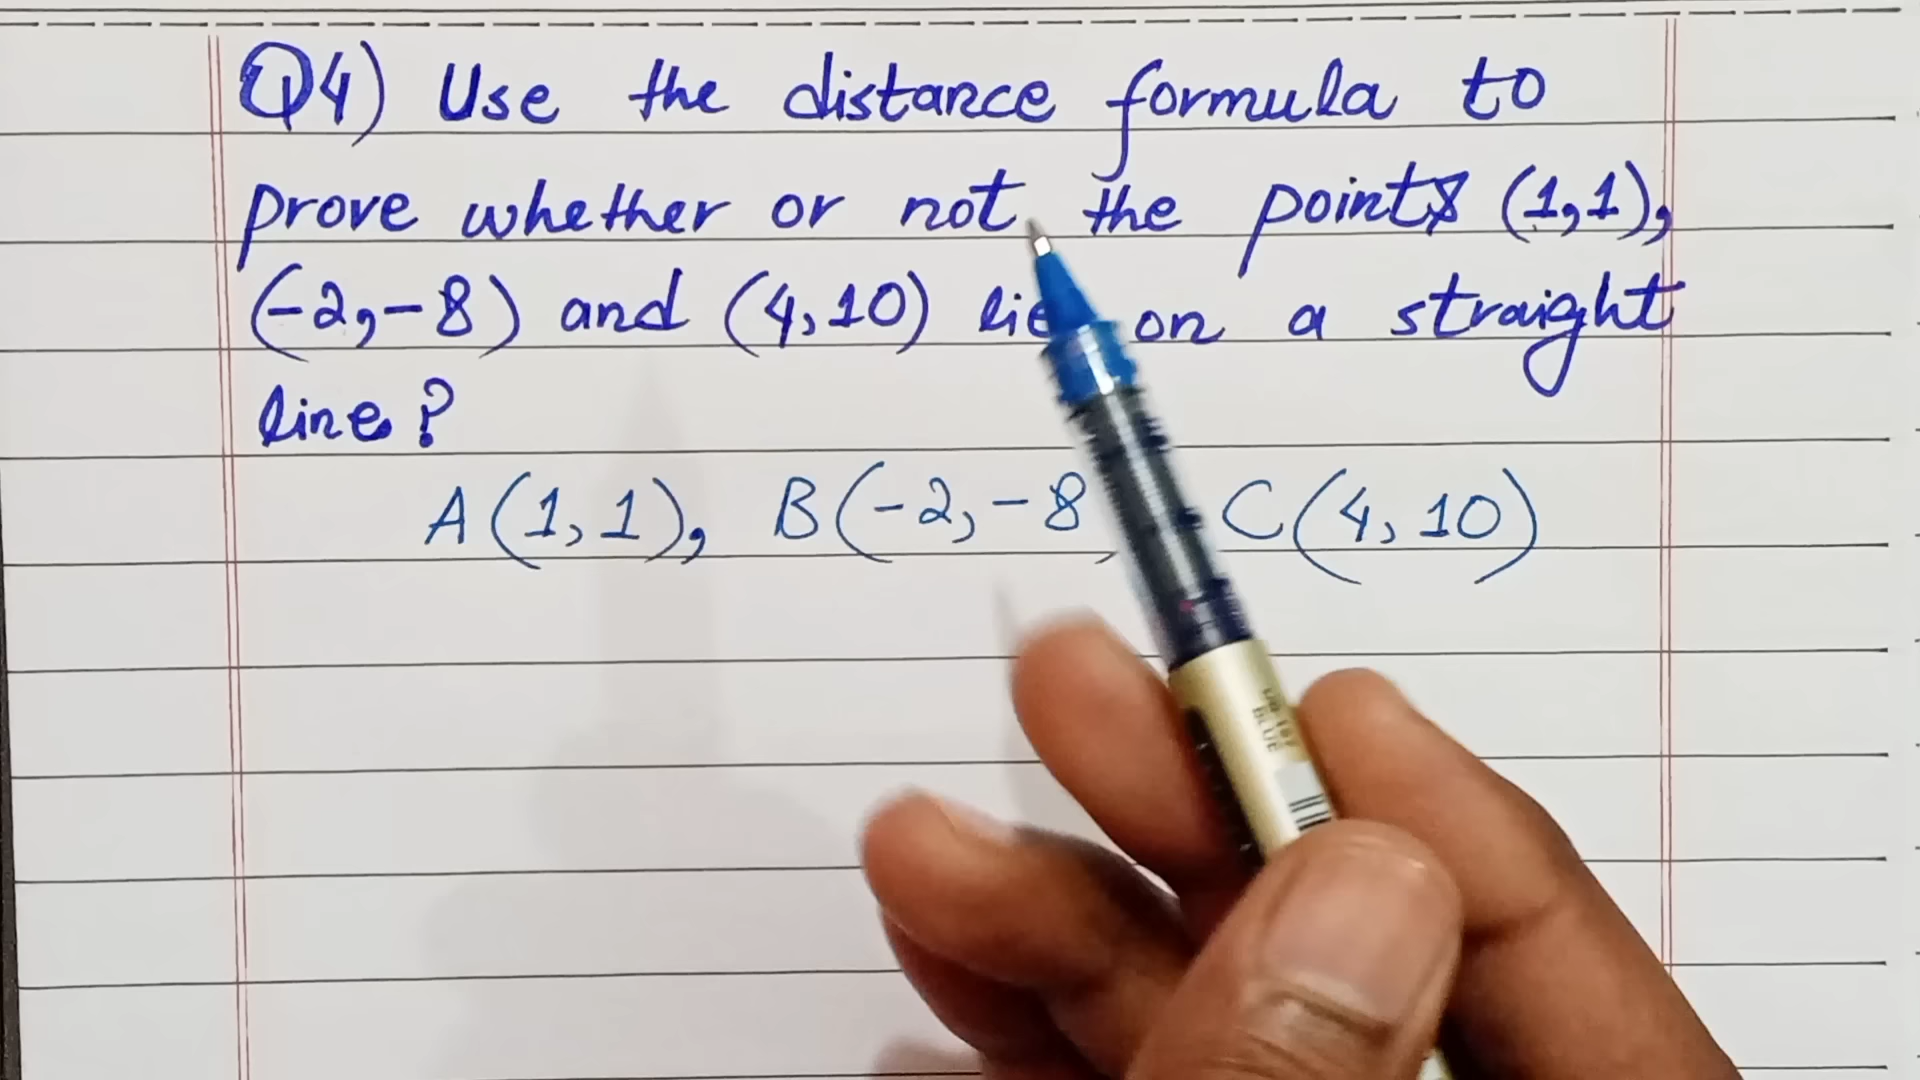 Q4) Use the distance formula to
prove whether or not the points (1,1),
(-2,-8) and (4,10) lie on a straight
line?
A(1,1), B(-2,-8 C(4,10)
BLUE